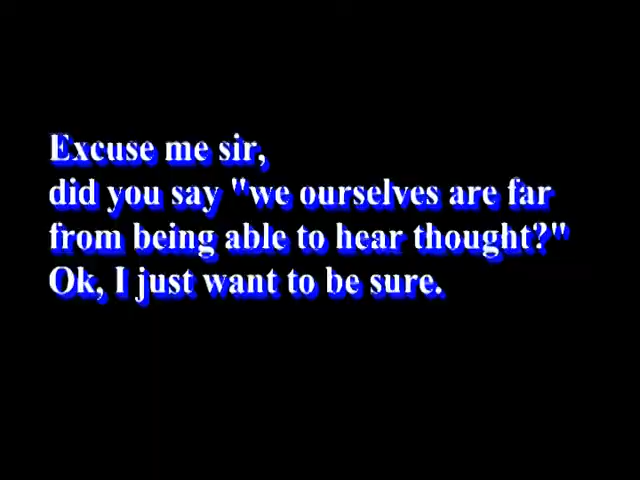 Excuse me sir,
did you say "we ourselves are far
from being able to hear thought?"
Ok, I just want to be sure.